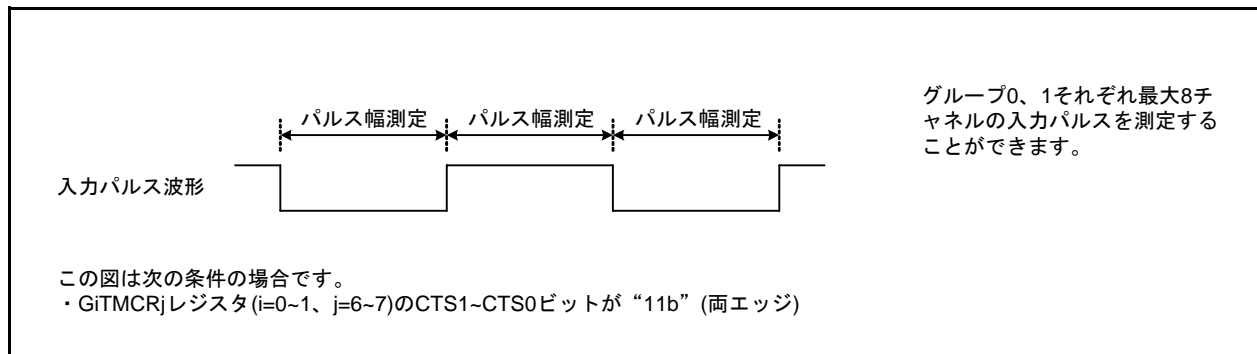 パルス幅測定 パルス幅測定 パルス幅測定
グループ0、1それぞれ最大8チ
ャネルの入力パルスを測定する
ことができます。
入力パルス波形
この図は次の条件の場合です。
・GiTMCRjレジスタ(i=0~1、j=6~7)のCTS1~CTS0ビットが“11b”(両エッジ)